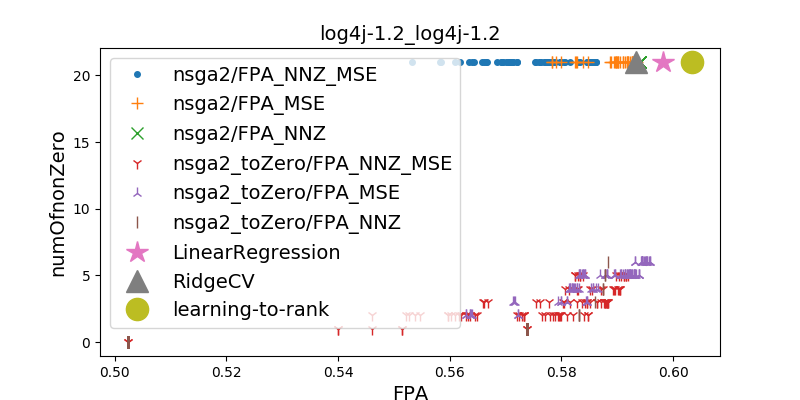 log4j-1.2_log4j-1.2
numOfnonZero
20
15
10
5
0
nsga2/FPA_NNZ_MSE
nsga2/FPA_MSE
nsga2/FPA_NNZ
nsga2_toZero/FPA_NNZ_MSE
nsga2_toZero/FPA_MSE
nsga2_toZero/FPA_NNZ
LinearRegression
RidgeCV
learning-to-rank
0.50 0.52 0.54 0.56 0.58 0.60
FPA